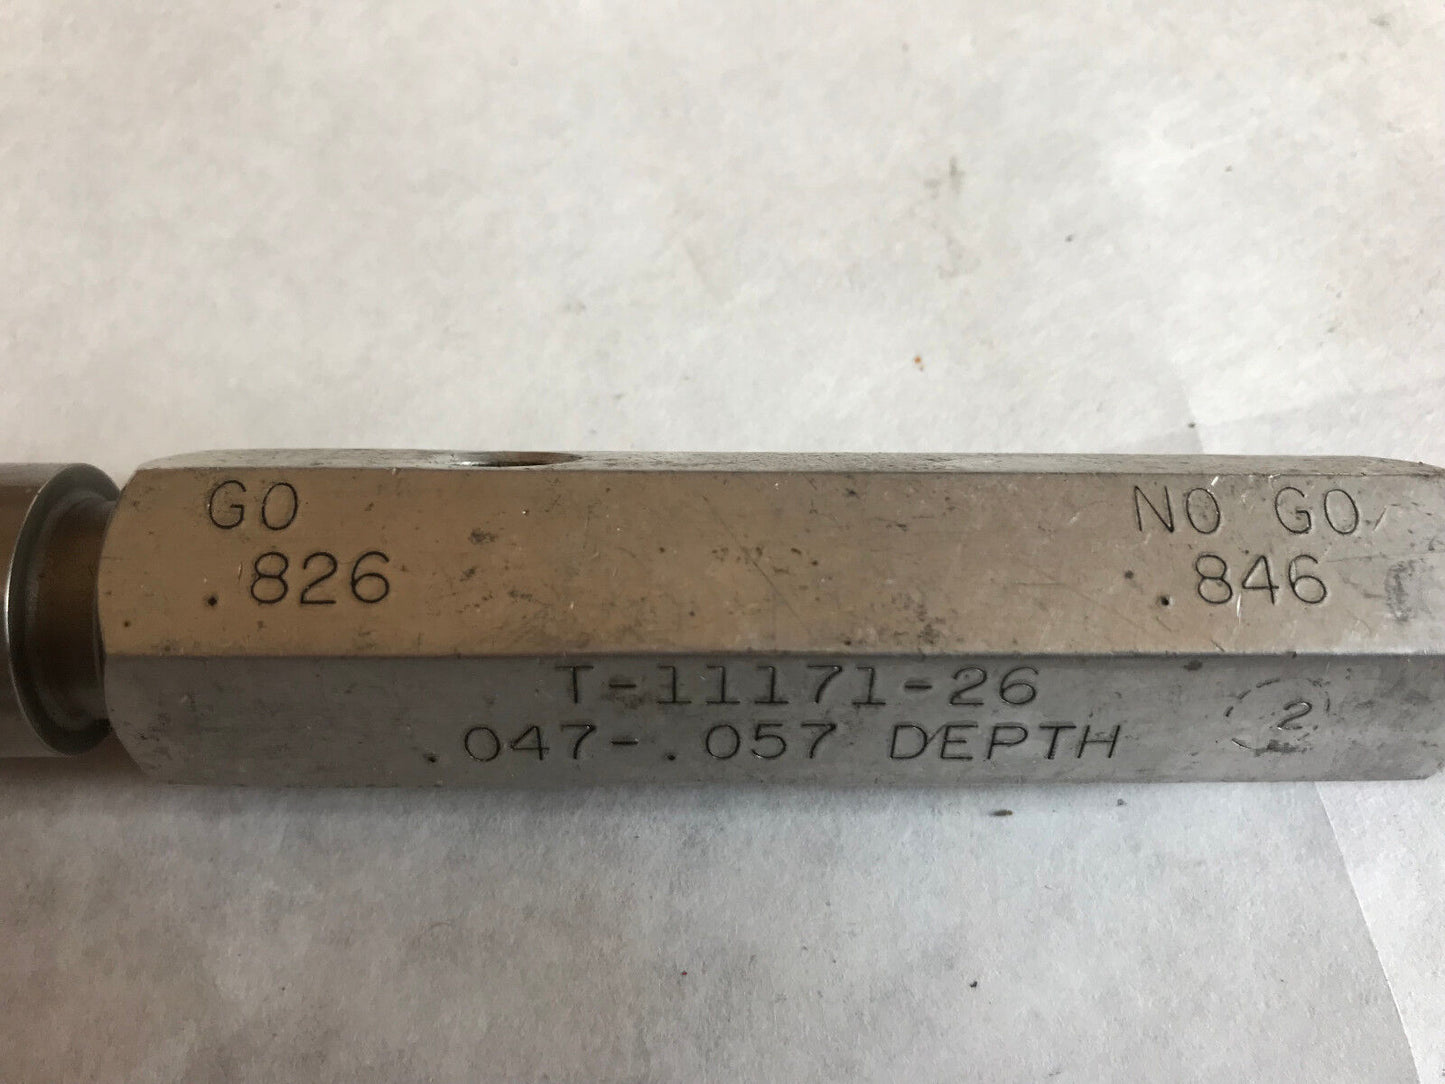 GO
.826
NO GO
.846
T-11171-26
.047-.057 DEPTH
2